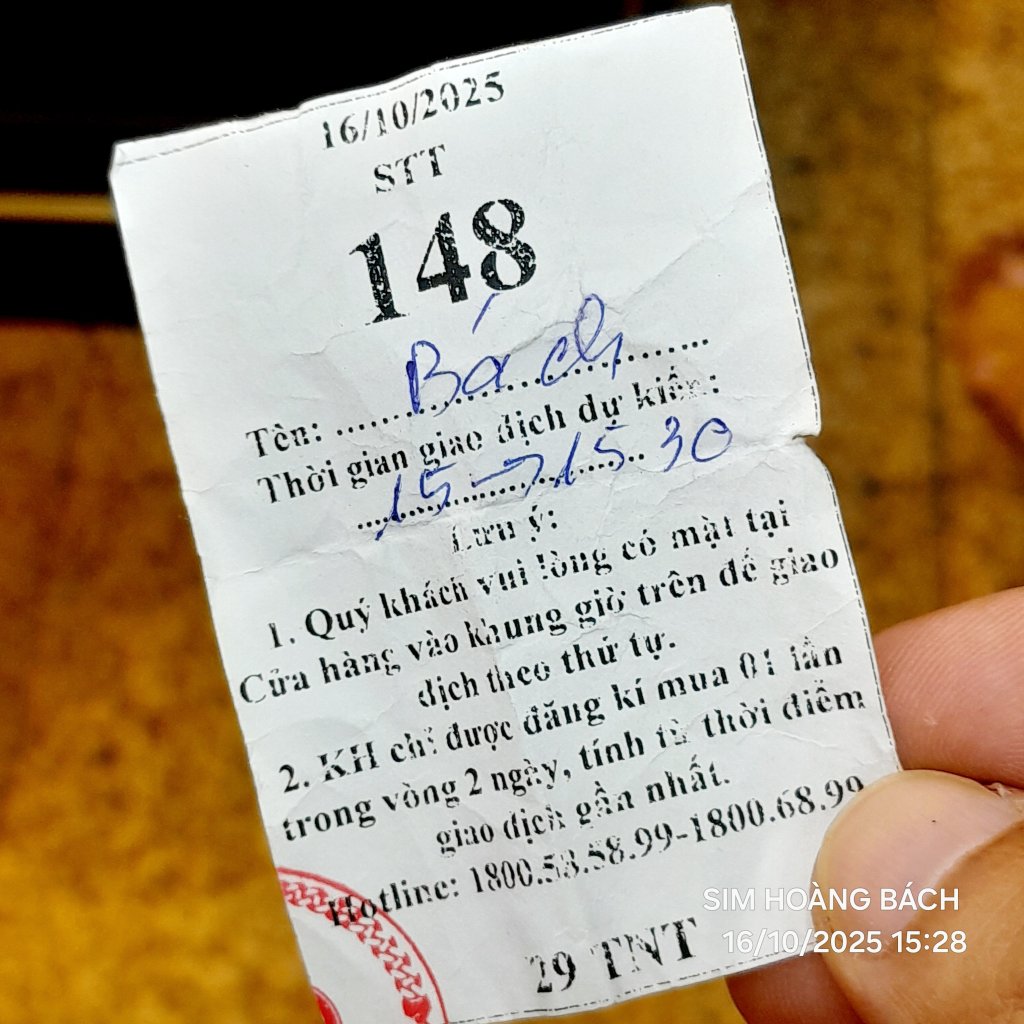 16/10/2025
STT
148
Tên: Bách
Thời gian giao dịch dự kiến:
15 → 15 30
Lưu ý:
1. Quý khách vui lòng có mặt tại
Cửa hàng vào khung giờ trên để giao
dịch theo thứ tự.
2. KH chỉ được đăng kí mua 01 lần
trong vòng 2 ngày, tính từ thời điểm
giao dịch gần nhất.
Hotline: 1800.53.58.99-1800.68.99
29 TNT
SIM HOÀNG BÁCH
16/10/2025 15:28